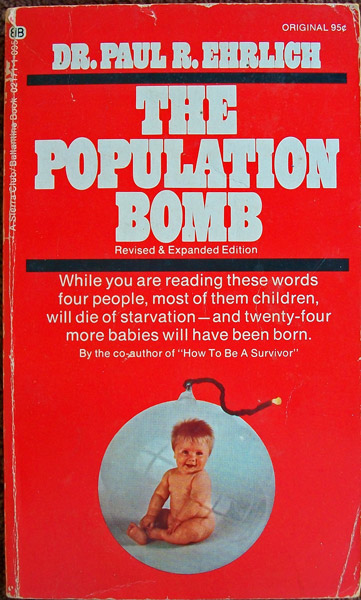 ORIGINAL 95¢
DR. PAUL R. EHRLICH
THE
POPULATION
BOMB
Revised & Expanded Edition
While you are reading these words
four people, most of them children,
will die of starvation—and twenty-four
more babies will have been born.
By the co-author of "How To Be A Survivor"
BB
A Sierra Club/Ballantine Book